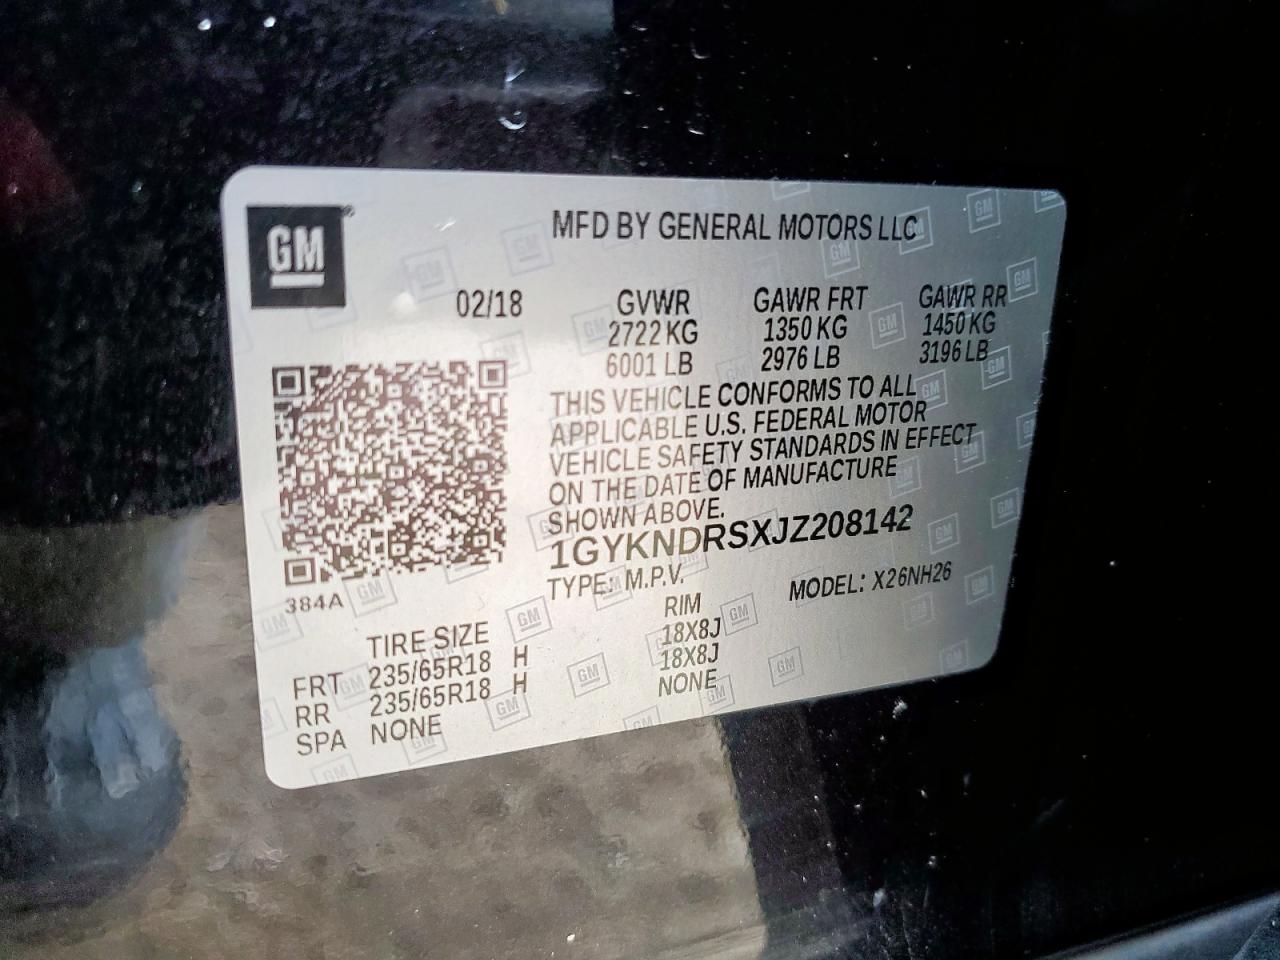 GM
MFD BY GENERAL MOTORS LLC
02/18 GVWR GAWR FRT GAWR RR
2722 KG 1350 KG 1450 KG
6001 LB 2976 LB 3196 LB
THIS VEHICLE CONFORMS TO ALL
APPLICABLE U.S. FEDERAL MOTOR
VEHICLE SAFETY STANDARDS IN EFFECT
ON THE DATE OF MANUFACTURE
SHOWN ABOVE.
1GYKNDRSXJZ208142
TYPE: M.P.V. MODEL: X26NH26
384A
TIRE SIZE RIM
FRT 235/65R18 H 18X8J
RR 235/65R18 H 18X8J
SPA NONE NONE